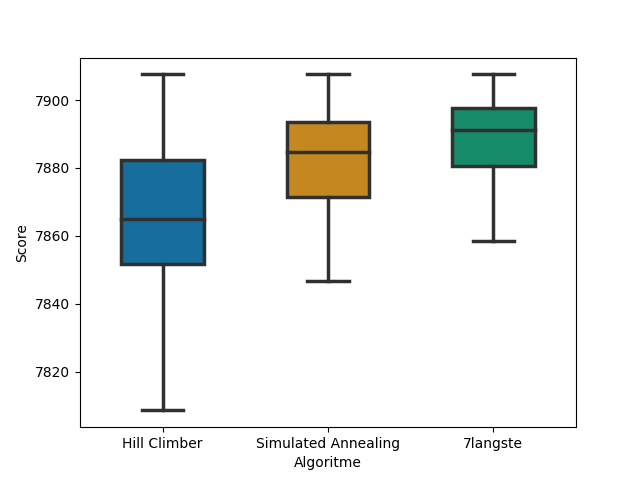 7900
7880
7860
7840
7820
Score
Hill Climber
Simulated Annealing
7langste
Algoritme